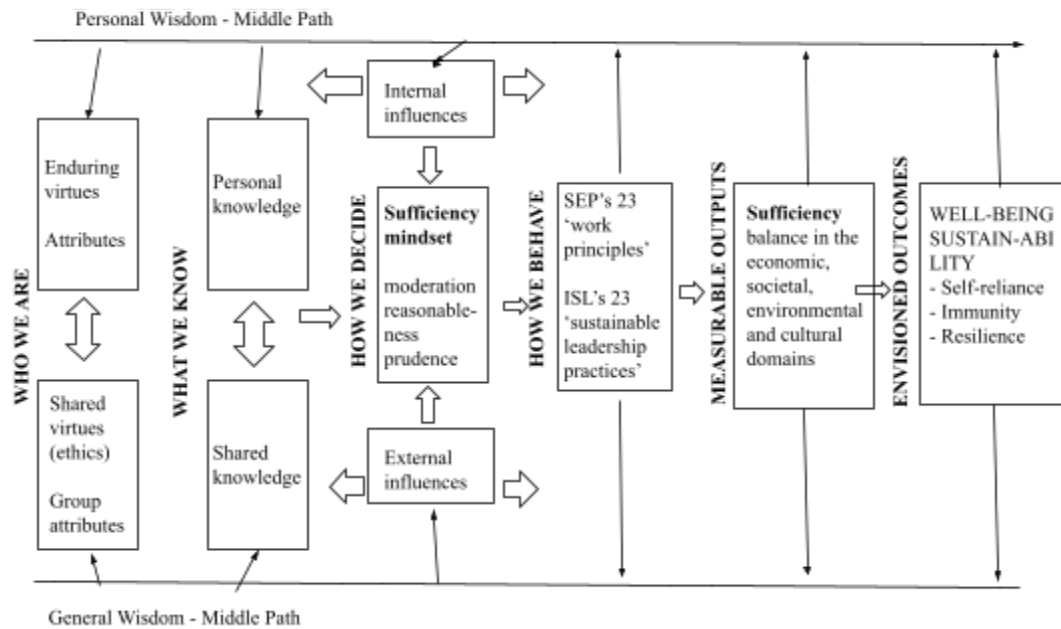 Personal Wisdom - Middle Path
WHO WE ARE
Enduring
virtues
Attributes
Shared
virtues
(ethics)
Group
attributes
WHAT WE KNOW
Personal
knowledge
Shared
knowledge
Internal
influences
HOW WE DECIDE
Sufficiency
mindset
moderation
reasonable-
ness
prudence
External
influences
HOW WE BEHAVE
SEP's 23
‘work
principles’
ISL's 23
‘sustainable
leadership
practices’
MEASURABLE OUTPUTS
Sufficiency
balance in the
economic,
societal,
environmental
and cultural
domains
ENVISIONED OUTCOMES
WELL-BEING
SUSTAIN-ABI
LITY
- Self-reliance
- Immunity
- Resilience
General Wisdom - Middle Path